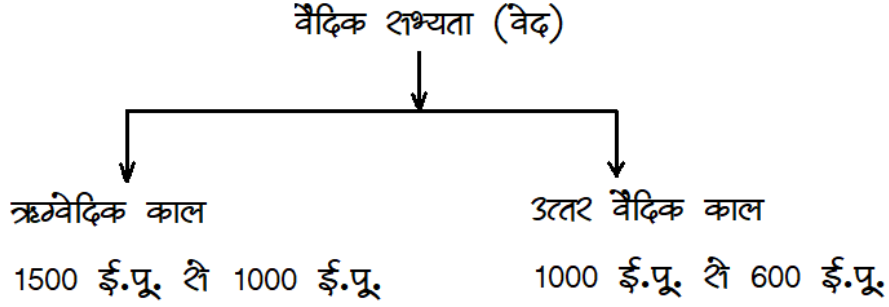 वैदिक सभ्यता (वेद)
ऋग्वेदिक काल
1500 ई.पू. से 1000 ई.पू.
उत्तर वैदिक काल
1000 ई.पू. से 600 ई.पू.